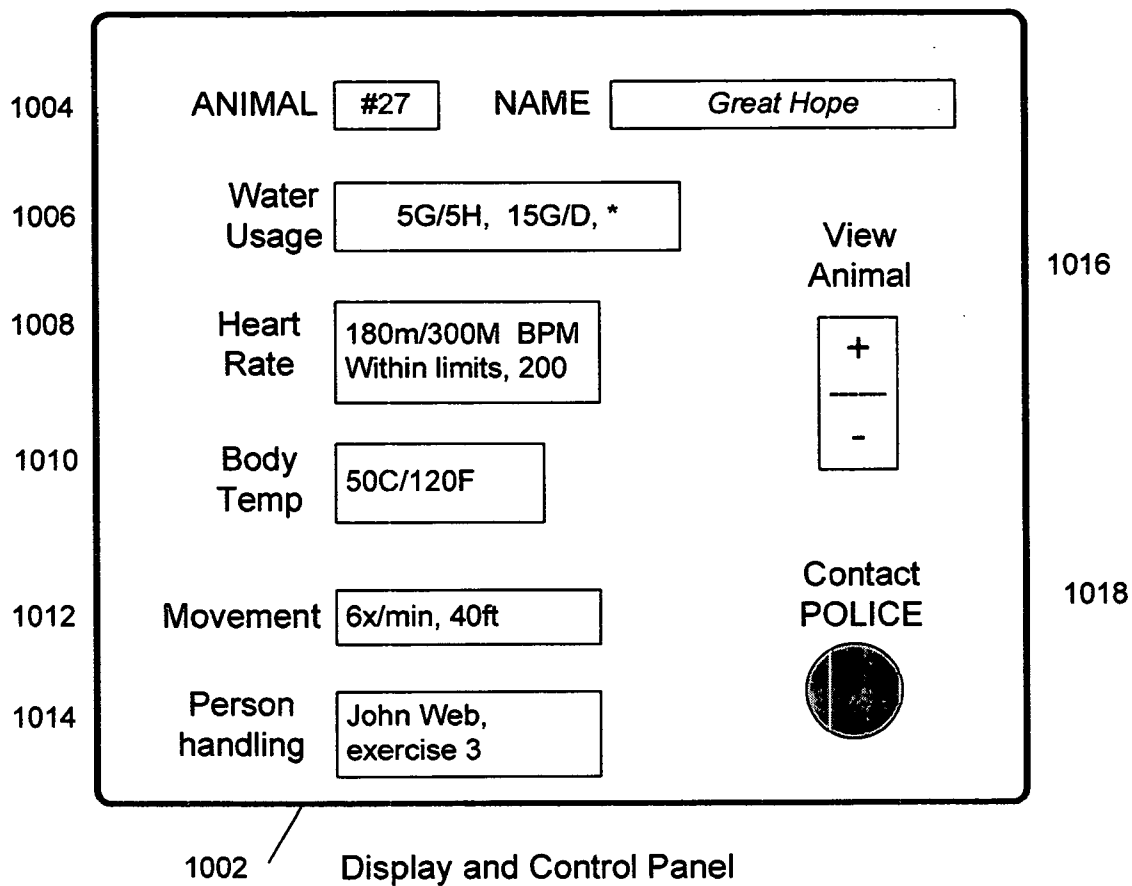 1004 ANIMAL #27 NAME Great Hope
1006 Water Usage 5G/5H, 15G/D, *
View Animal 1016
+
----
-
1008 Heart Rate 180m/300M BPM
Within limits, 200
1010 Body Temp 50C/120F
1012 Movement 6x/min, 40ft
Contact POLICE 1018
1014 Person handling John Web,
exercise 3
1002 Display and Control Panel